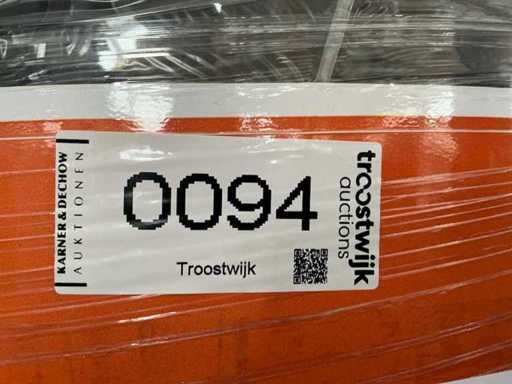 KARNER & DECHOW
AUKTIONEN
0094
Troostwijk
troostwijk
auctions